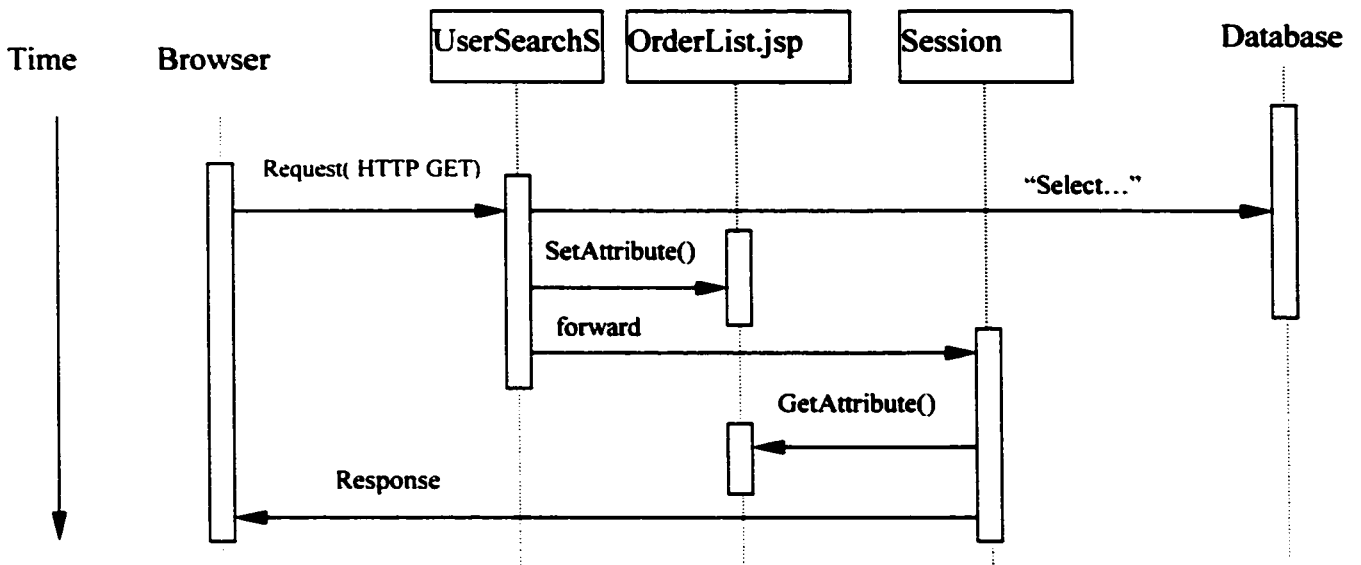 Time
Browser
UserSearchS
OrderList.jsp
Session
Database
Request( HTTP GET)
“Select...”
SetAttribute()
forward
GetAttribute()
Response